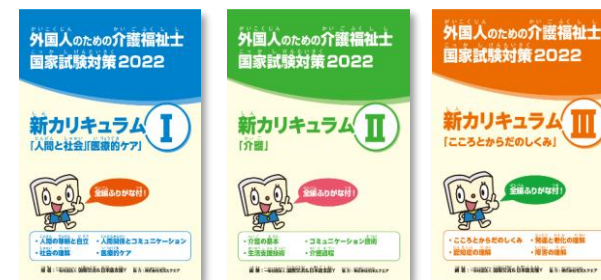 外国人のための介護福祉士
国家試験対策2022
新カリキュラム I
「人間と社会」「医療的ケア」
全編ふりがな付!
・人間の尊厳と自立 ・人間関係とコミュニケーション
・社会の理解 ・医療的ケア
外国人のための介護福祉士
国家試験対策2022
新カリキュラム II
「介護」
全編ふりがな付!
・介護の基本 ・コミュニケーション技術
・生活支援技術 ・介護過程
外国人のための介護福祉士
国家試験対策2022
新カリキュラム III
「こころとからだのしくみ」
全編ふりがな付!
・こころとからだのしくみ ・発達と老化の理解
・認知症の理解 ・障害の理解